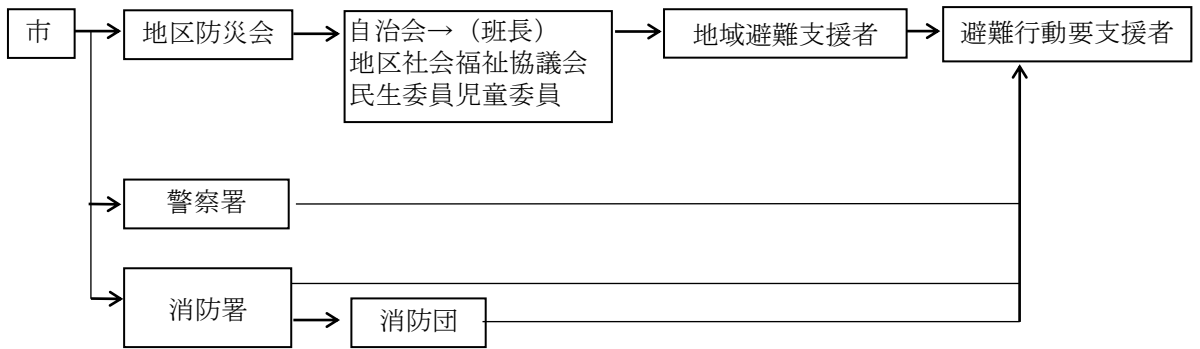 市
地区防災会
自治会→（班長）
地区社会福祉協議会
民生委員児童委員
地域避難支援者
避難行動要支援者
警察署
消防署
消防団